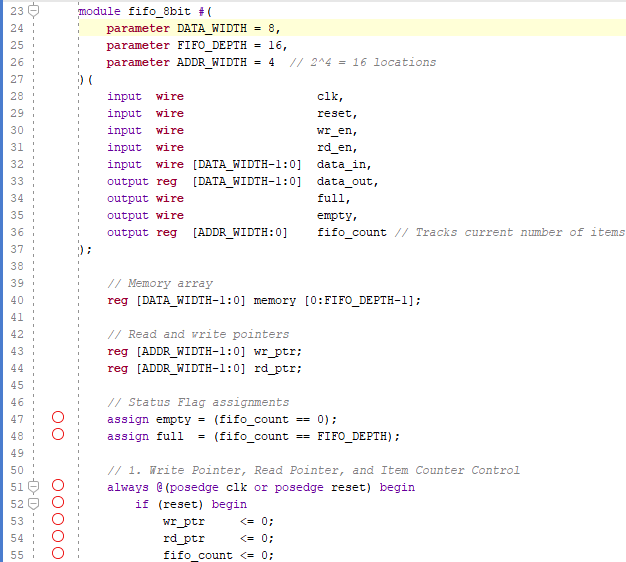 23 module fifo_8bit #(
24 parameter DATA_WIDTH = 8,
25 parameter FIFO_DEPTH = 16,
26 parameter ADDR_WIDTH = 4  // 2^4 = 16 locations
27 )(
28 input  wire                   clk,
29 input  wire                   reset,
30 input  wire                   wr_en,
31 input  wire                   rd_en,
32 input  wire [DATA_WIDTH-1:0]  data_in,
33 output reg  [DATA_WIDTH-1:0]  data_out,
34 output wire                   full,
35 output wire                   empty,
36 output reg  [ADDR_WIDTH:0]    fifo_count // Tracks current number of items
37 );
38
39 // Memory array
40 reg [DATA_WIDTH-1:0] memory [0:FIFO_DEPTH-1];
41
42 // Read and write pointers
43 reg [ADDR_WIDTH-1:0] wr_ptr;
44 reg [ADDR_WIDTH-1:0] rd_ptr;
45
46 // Status Flag assignments
47 assign empty = (fifo_count == 0);
48 assign full  = (fifo_count == FIFO_DEPTH);
49
50 // 1. Write Pointer, Read Pointer, and Item Counter Control
51 always @(posedge clk or posedge reset) begin
52 if (reset) begin
53 wr_ptr     <= 0;
54 rd_ptr     <= 0;
55 fifo_count <= 0;